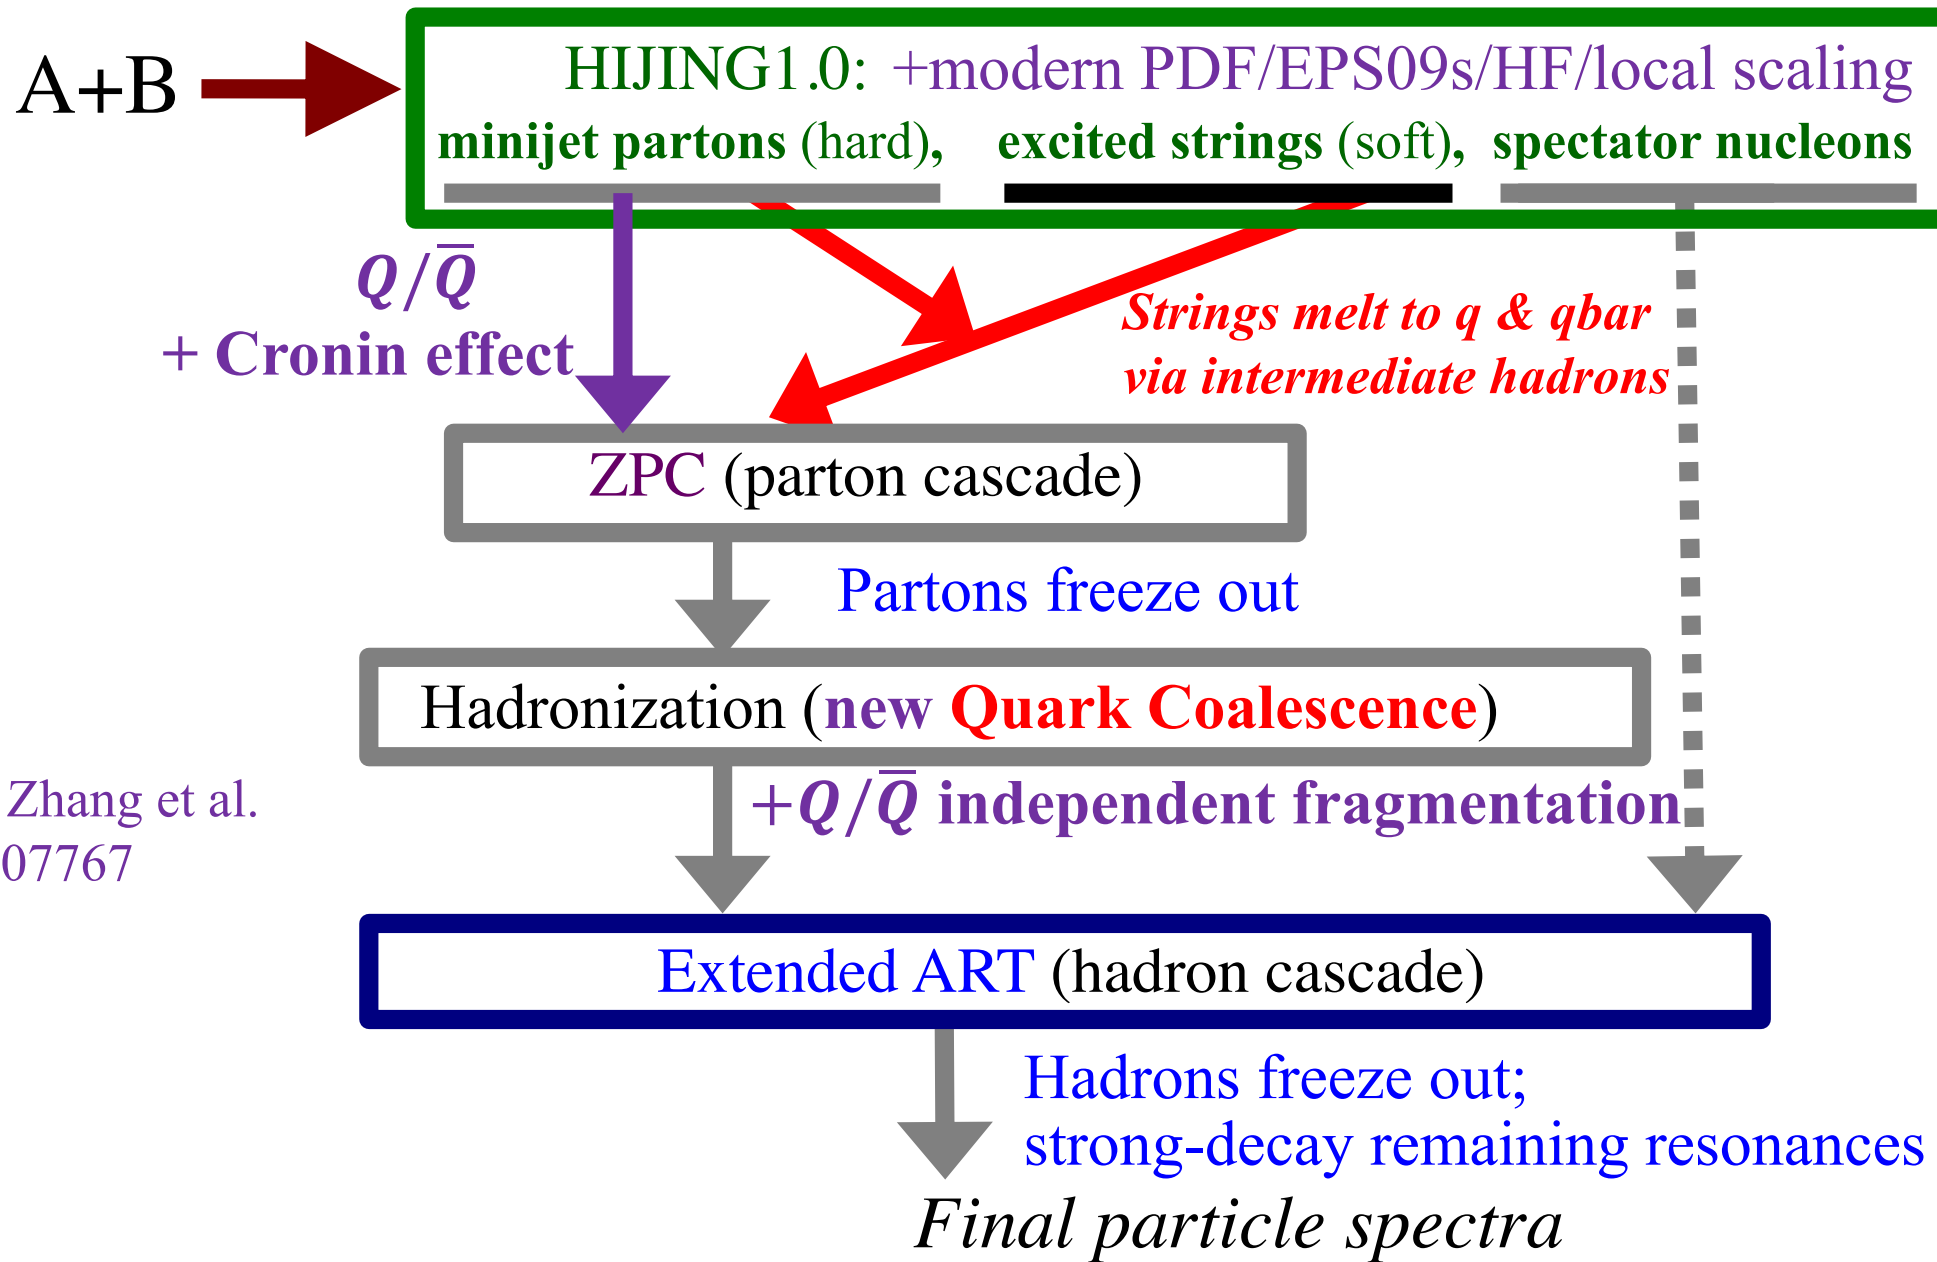 A+B
HIJING1.0: +modern PDF/EPS09s/HF/local scaling
minijet partons (hard), excited strings (soft), spectator nucleons
Q/Q̅
+ Cronin effect
Strings melt to q & qbar
via intermediate hadrons
ZPC (parton cascade)
Partons freeze out
Hadronization (new Quark Coalescence)
+Q/Q̅ independent fragmentation
Zhang et al.
07767
Extended ART (hadron cascade)
Hadrons freeze out;
strong-decay remaining resonances
Final particle spectra